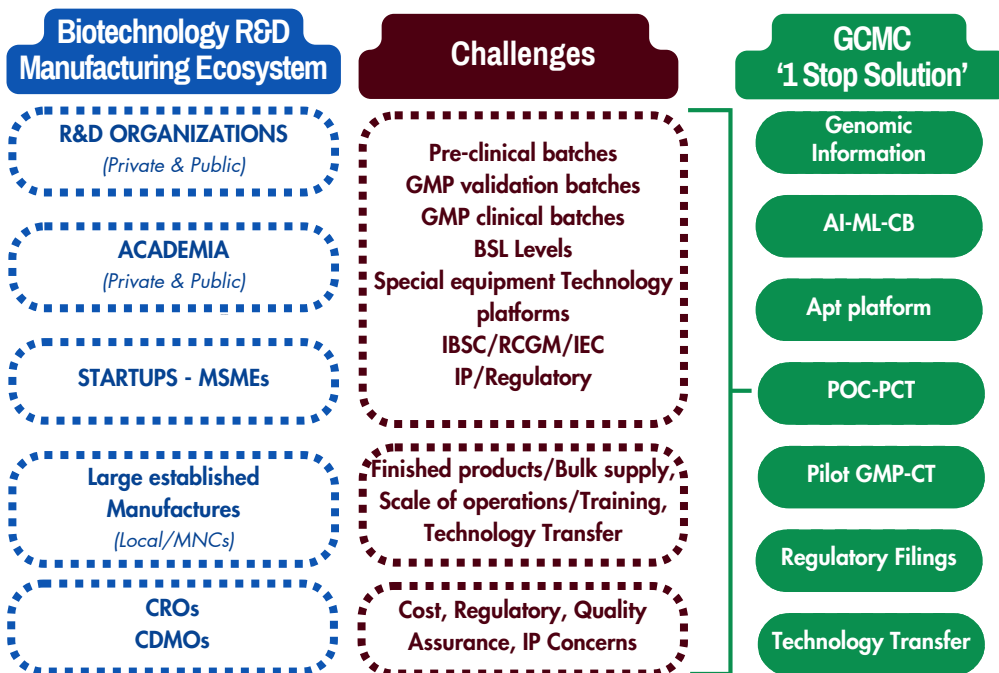 Biotechnology R&D
Manufacturing Ecosystem
R&D ORGANIZATIONS
(Private & Public)
ACADEMIA
(Private & Public)
STARTUPS - MSMEs
Large established
Manufactures
(Local/MNCs)
CROs
CDMOs
Challenges
Pre-clinical batches
GMP validation batches
GMP clinical batches
BSL Levels
Special equipment Technology
platforms
IBSC/RCGM/IEC
IP/Regulatory
Finished products/Bulk supply,
Scale of operations/Training,
Technology Transfer
Cost, Regulatory, Quality
Assurance, IP Concerns
GCMC
‘1 Stop Solution’
Genomic
Information
AI-ML-CB
Apt platform
POC-PCT
Pilot GMP-CT
Regulatory Filings
Technology Transfer